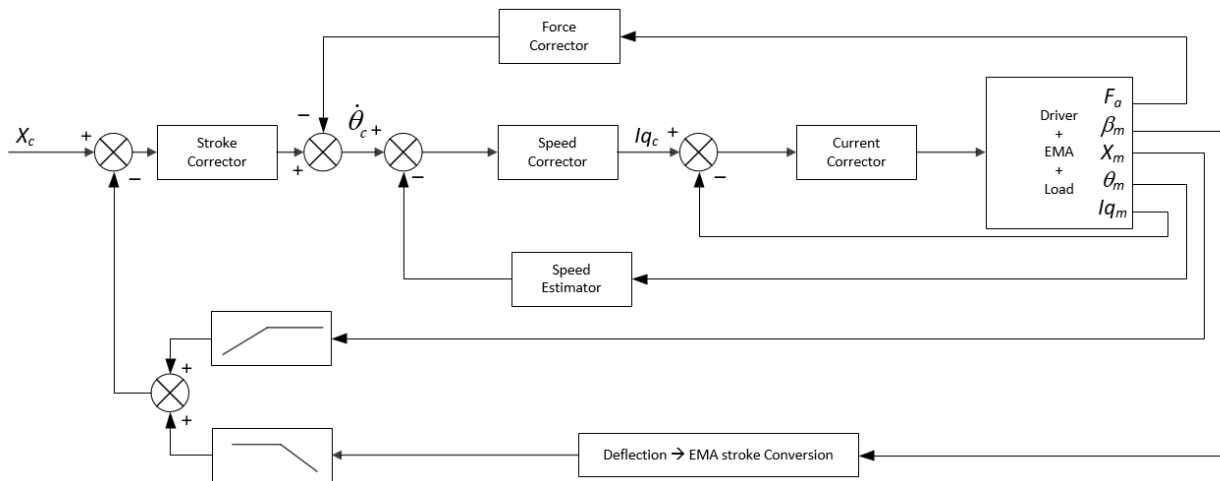 Force
Corrector
X_c
+
−
Stroke
Corrector
−
+
θ̇_c
+
−
Speed
Corrector
Iq_c
+
−
Current
Corrector
Driver
+
EMA
+
Load
F_a
β_m
X_m
θ_m
Iq_m
Speed
Estimator
+
+
Deflection → EMA stroke Conversion